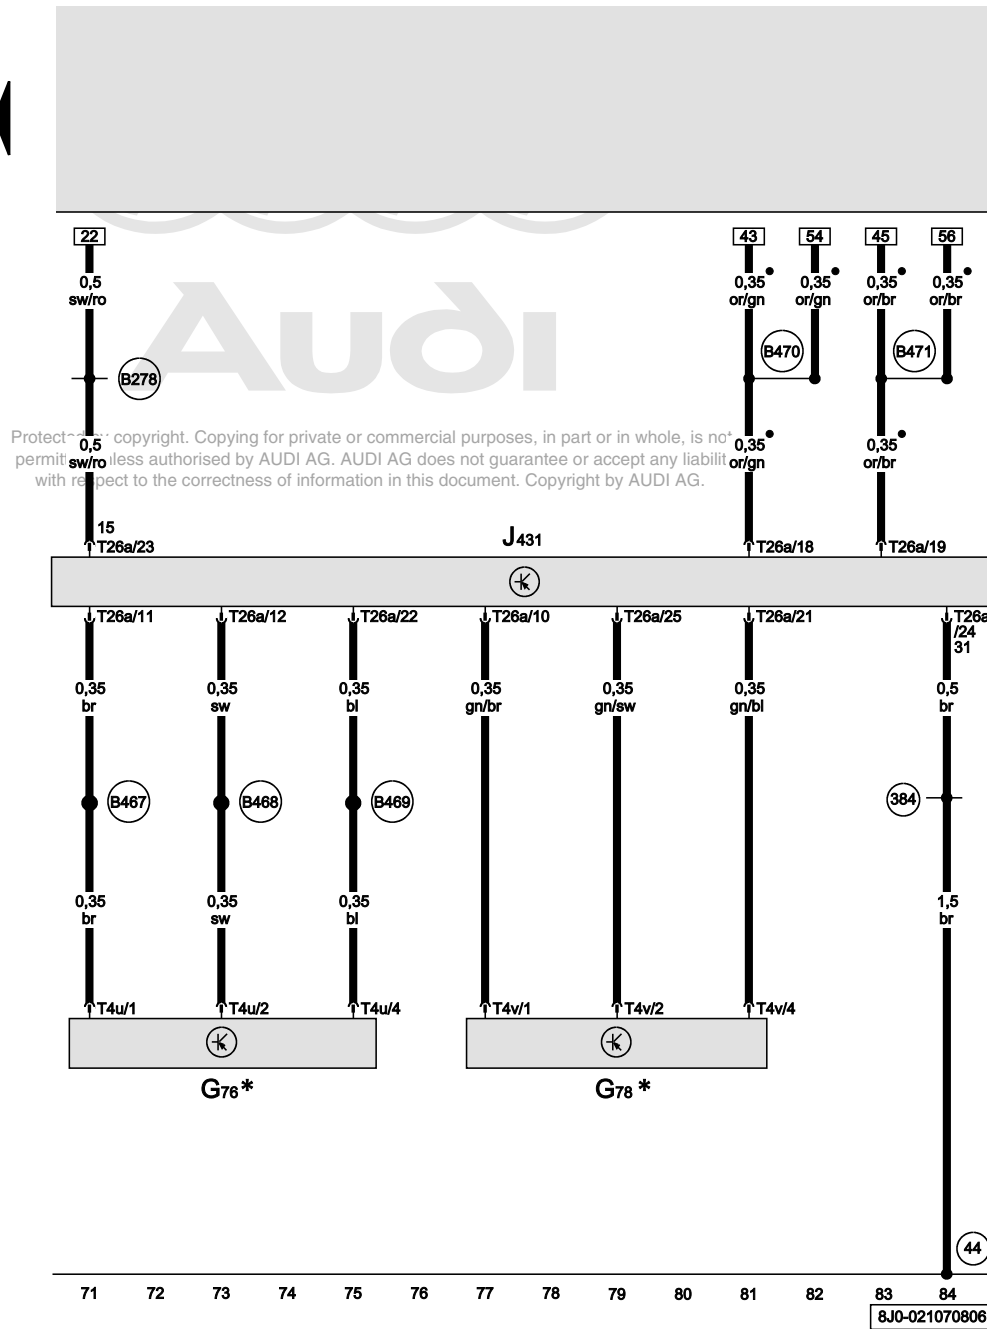 22 43 54 45 56
0,5 0,35 0,35 0,35 0,35
sw/ro or/gn or/gn or/br or/br
Audi
B278 B470 B471
Protected by copyright. Copying for private or commercial purposes, in part or in whole, is not
0,5 0,35 0,35
sw/ro or/gn or/br
permitted unless authorised by AUDI AG. AUDI AG does not guarantee or accept any liabilit
with respect to the correctness of information in this document. Copyright by AUDI AG.
15
J431
T26a/23 T26a/18 T26a/19
T26a/11 T26a/12 T26a/22 T26a/10 T26a/25 T26a/21 T26a
/24
31
0,35 0,35 0,35 0,35 0,35 0,35 0,5
br sw bl gn/br gn/sw gn/bl br
B467 B468 B469 384
0,35 0,35 0,35 1,5
br sw bl br
T4u/1 T4u/2 T4u/4 T4v/1 T4v/2 T4v/4
G76* G78*
44
71 72 73 74 75 76 77 78 79 80 81 82 83 84
8J0-021070806